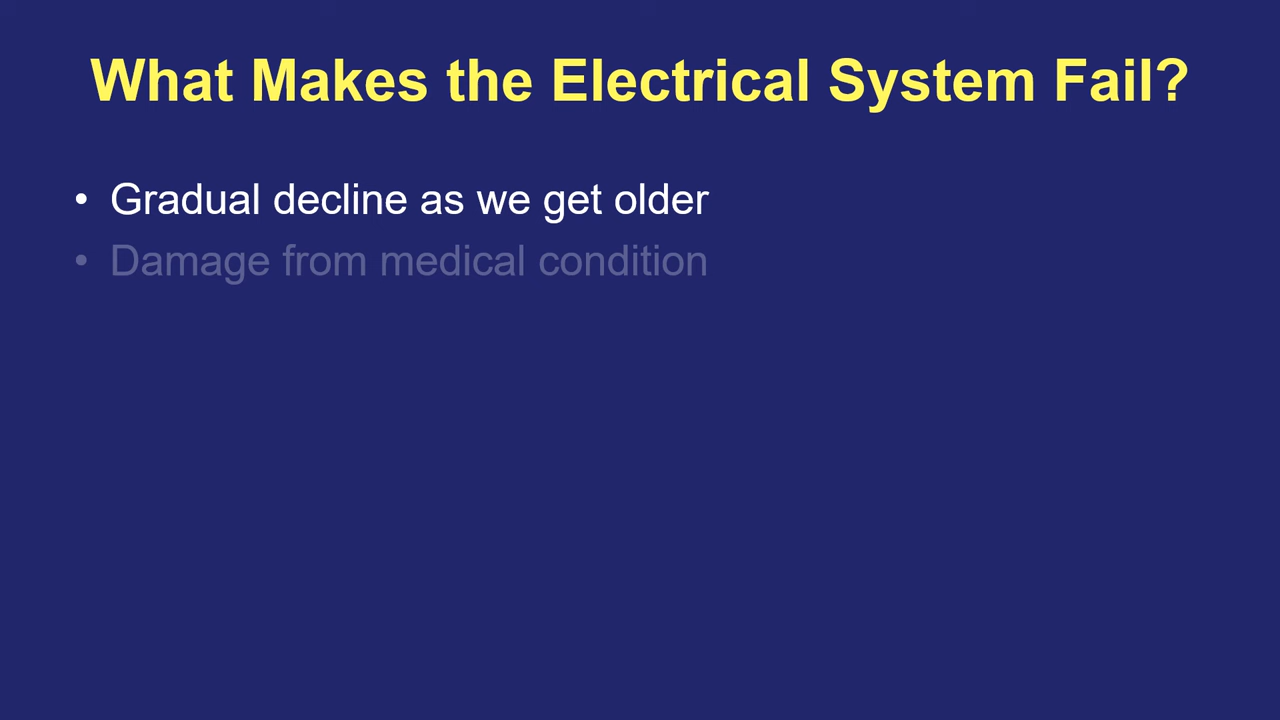 What Makes the Electrical System Fail?
• Gradual decline as we get older
• Damage from medical condition